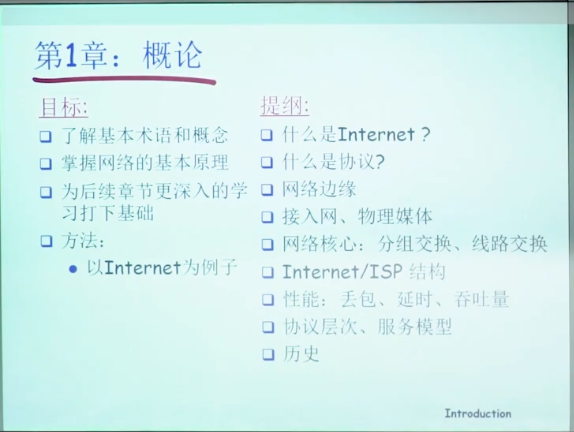 第1章：概论
目标:
了解基本术语和概念
掌握网络的基本原理
为后续章节更深入的学
习打下基础
方法：
以Internet为例子
提纲:
什么是Internet？
什么是协议?
网络边缘
接入网、物理媒体
网络核心：分组交换、线路交换
Internet/ISP 结构
性能：丢包、延时、吞吐量
协议层次、服务模型
历史
Introduction